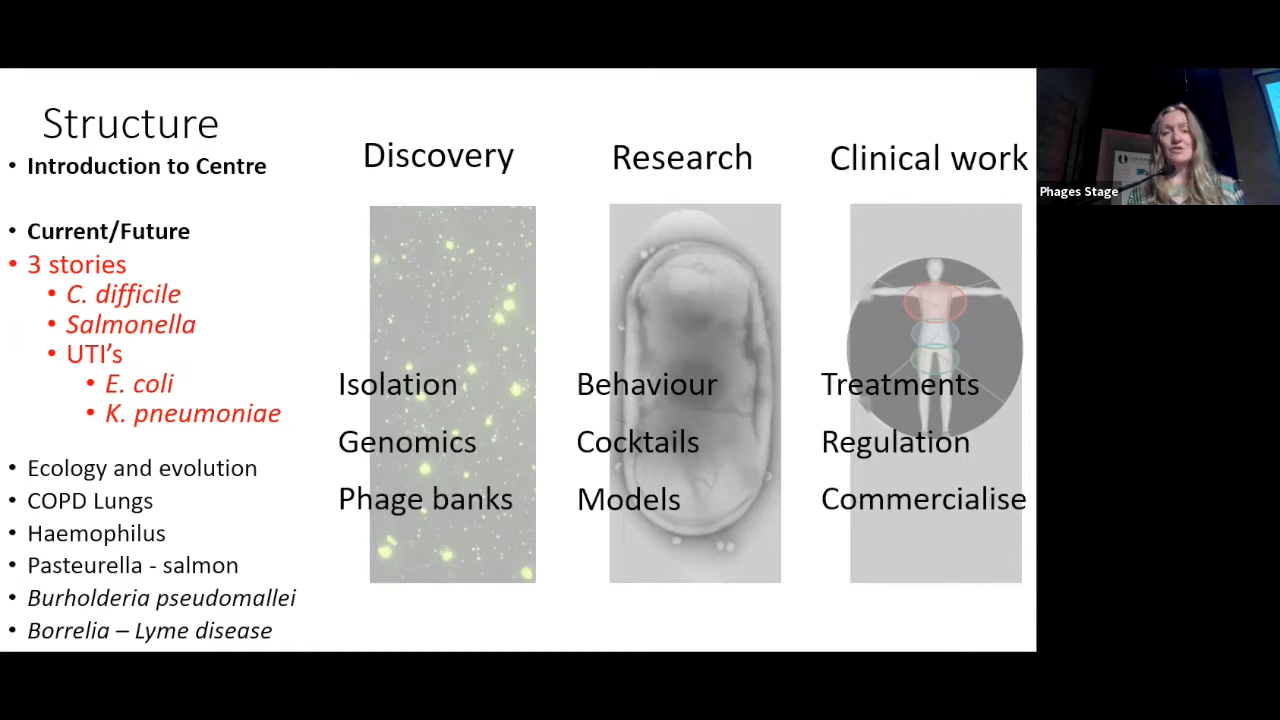 Structure
• Introduction to Centre
• Current/Future
• 3 stories
• C. difficile
• Salmonella
• UTI’s
• E. coli
• K. pneumoniae
• Ecology and evolution
• COPD Lungs
• Haemophilus
• Pasteurella - salmon
• Burholderia pseudomallei
• Borrelia – Lyme disease
Discovery
Isolation
Genomics
Phage banks
Research
Behaviour
Cocktails
Models
Clinical work
Treatments
Regulation
Commercialise
Phages Stage